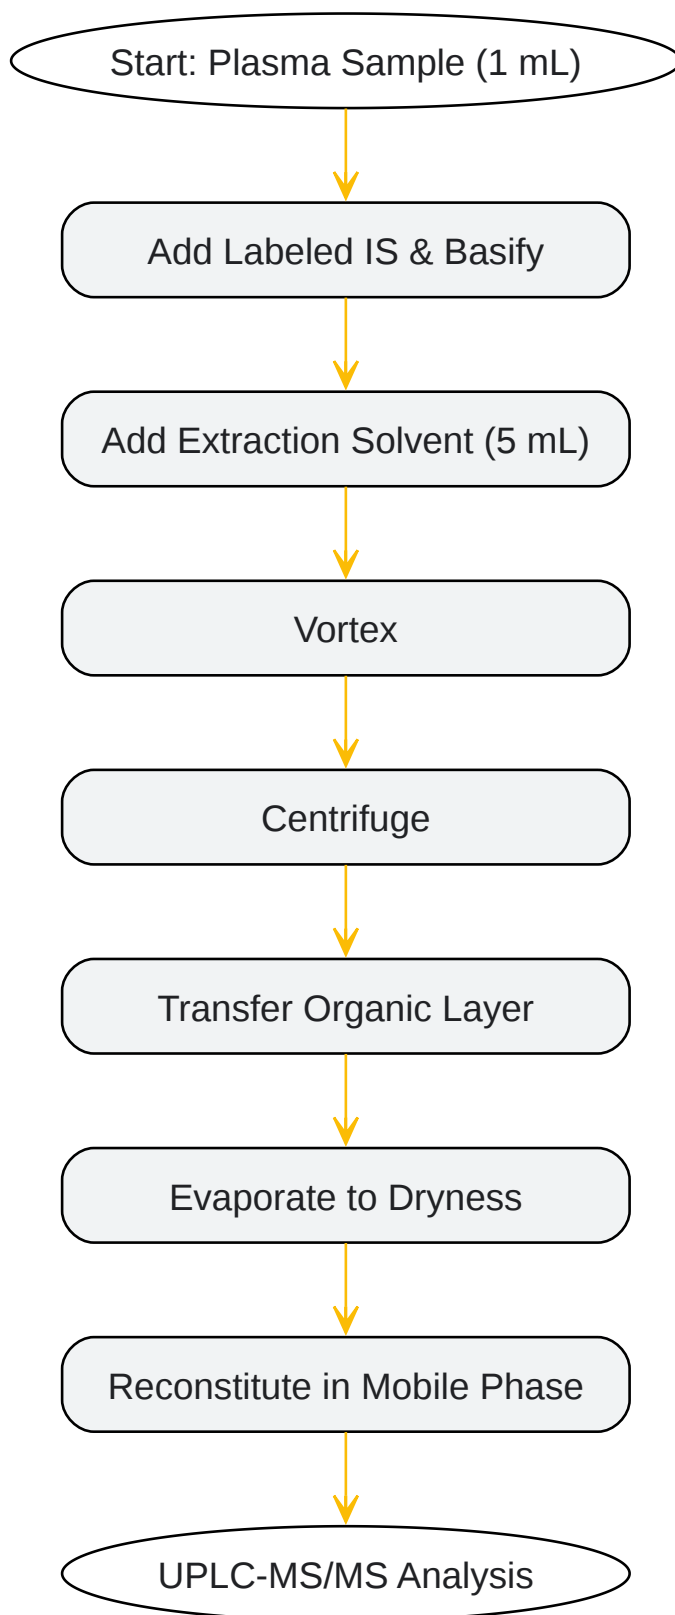 Start: Plasma Sample (1 mL)
Add Labeled IS & Basify
Add Extraction Solvent (5 mL)
Vortex
Centrifuge
Transfer Organic Layer
Evaporate to Dryness
Reconstitute in Mobile Phase
UPLC-MS/MS Analysis